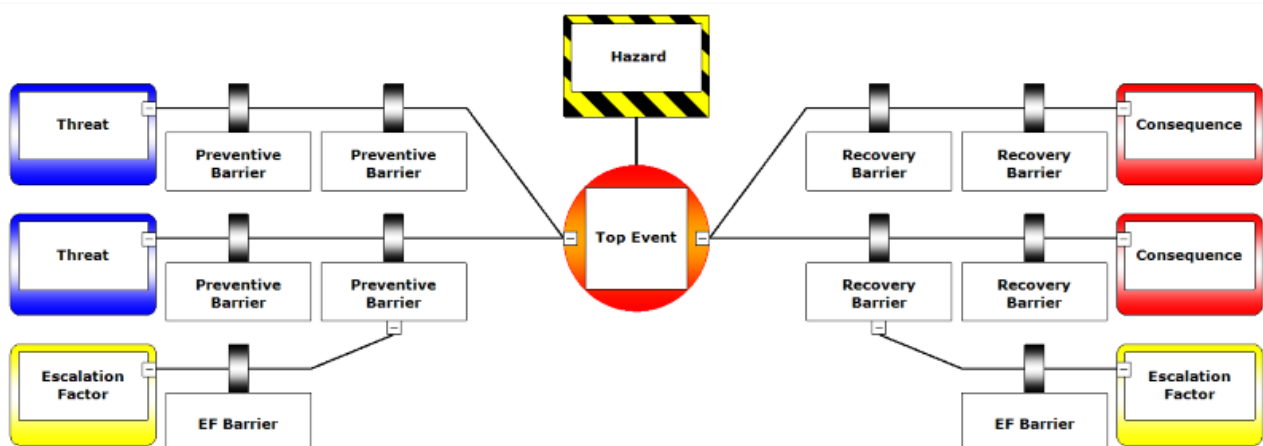 Hazard
Threat
Preventive
Barrier
Preventive
Barrier
Recovery
Barrier
Recovery
Barrier
Consequence
Top Event
Threat
Preventive
Barrier
Preventive
Barrier
Recovery
Barrier
Recovery
Barrier
Consequence
Escalation
Factor
EF Barrier
EF Barrier
Escalation
Factor